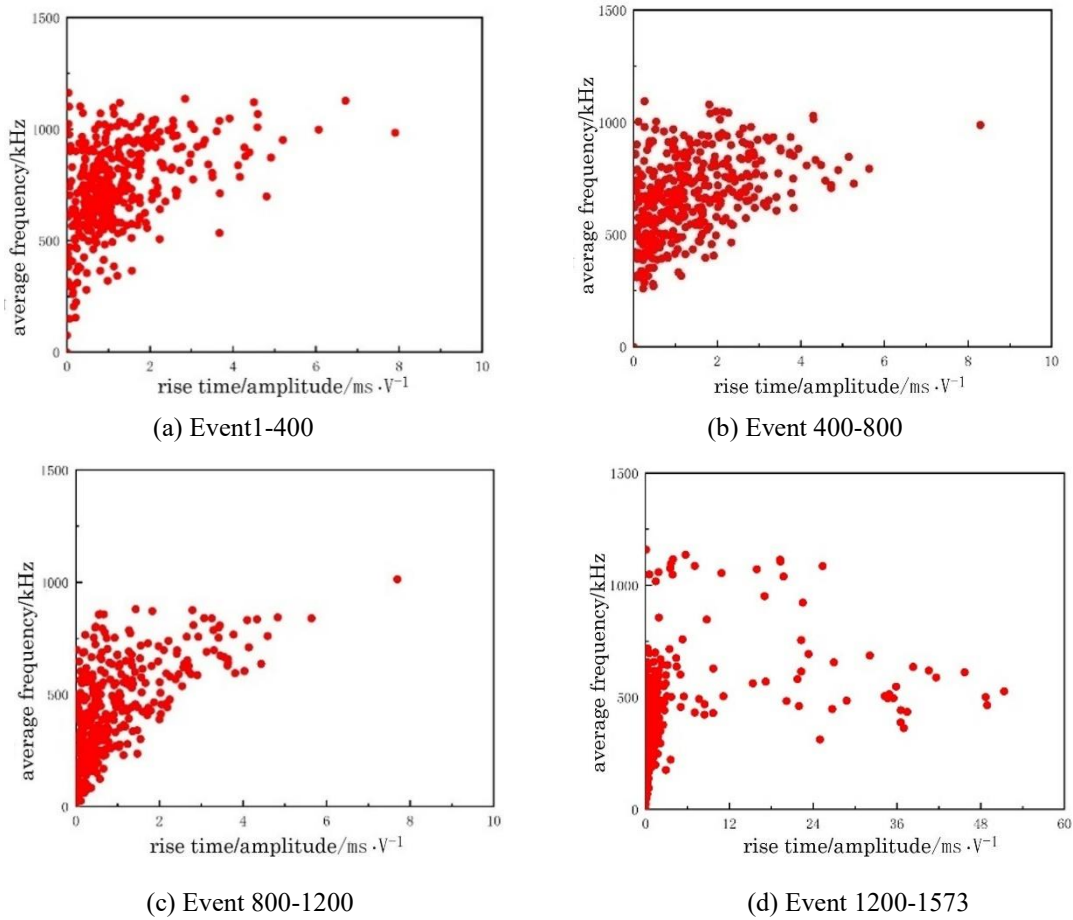 1500
1000
500
0
average frequency/kHz
0 2 4 6 8 10
rise time/amplitude/ms·V⁻¹
(a) Event1-400
1500
1000
500
0
average frequency/kHz
0 2 4 6 8 10
rise time/amplitude/ms·V⁻¹
(b) Event 400-800
1500
1000
500
0
average frequency/kHz
0 2 4 6 8 10
rise time/amplitude/ms·V⁻¹
(c) Event 800-1200
1500
1000
500
0
average frequency/kHz
0 12 24 36 48 60
rise time/amplitude/ms·V⁻¹
(d) Event 1200-1573